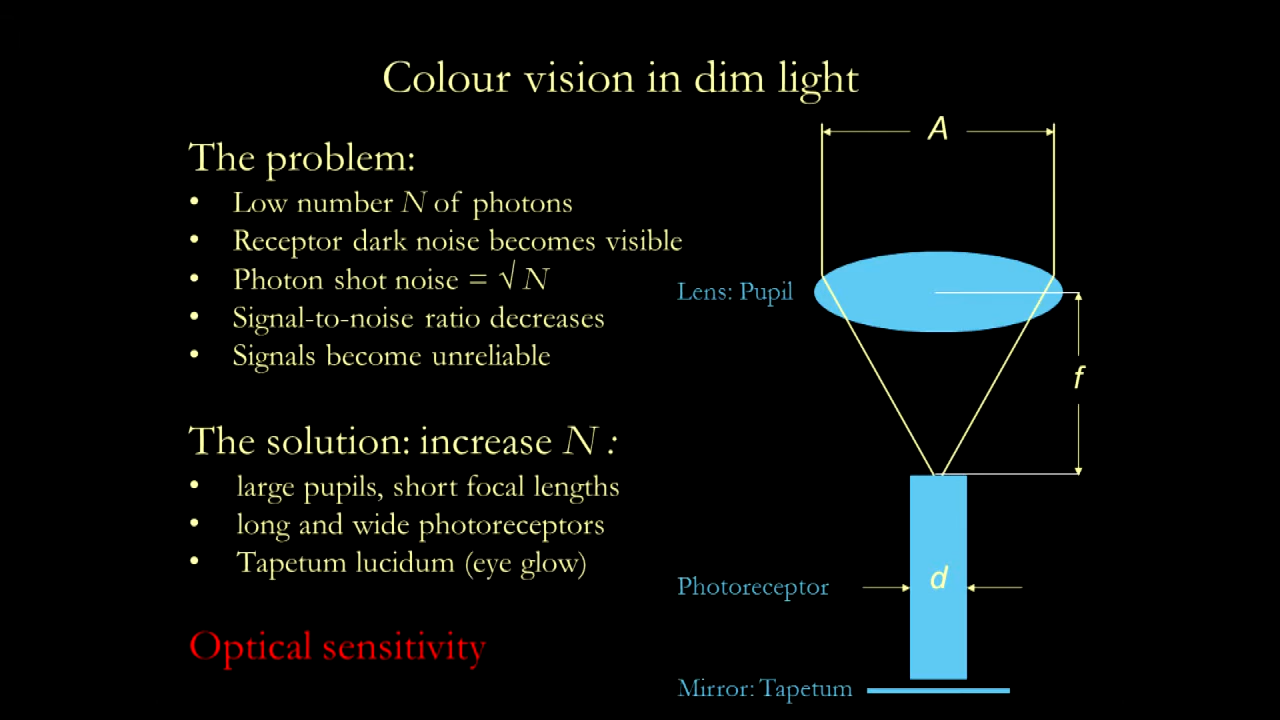 Colour vision in dim light
The problem:
• Low number N of photons
• Receptor dark noise becomes visible
• Photon shot noise = √ N
• Signal-to-noise ratio decreases
• Signals become unreliable
The solution: increase N :
• large pupils, short focal lengths
• long and wide photoreceptors
• Tapetum lucidum (eye glow)
Optical sensitivity
A
Lens: Pupil
f
Photoreceptor
d
Mirror: Tapetum